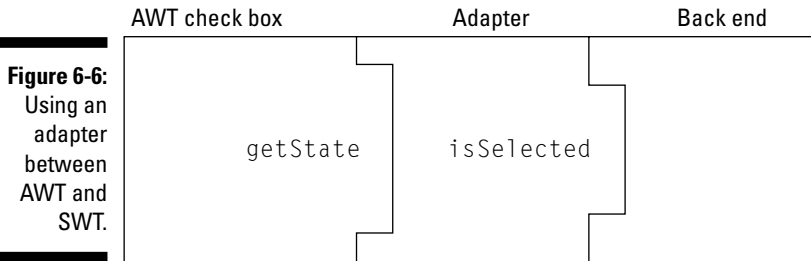 AWT check box Adapter Back end
Figure 6-6:
Using an
adapter
between
AWT and
SWT.
getState isSelected